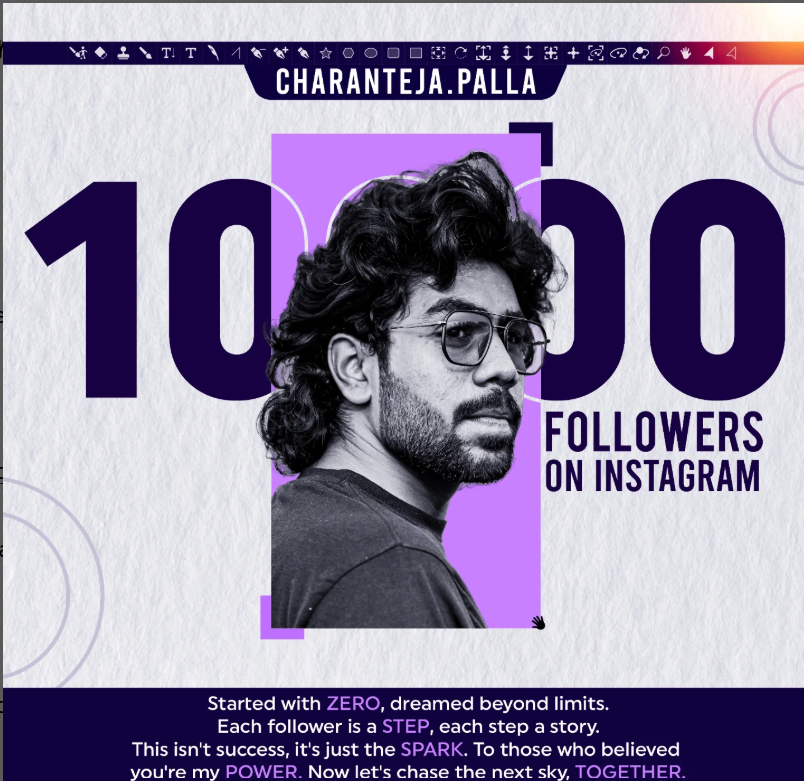 CHARANTEJA.PALLA
10000
FOLLOWERS
ON INSTAGRAM
Started with ZERO, dreamed beyond limits.
Each follower is a STEP, each step a story.
This isn't success, it's just the SPARK. To those who believed
you're my POWER. Now let's chase the next sky, TOGETHER.